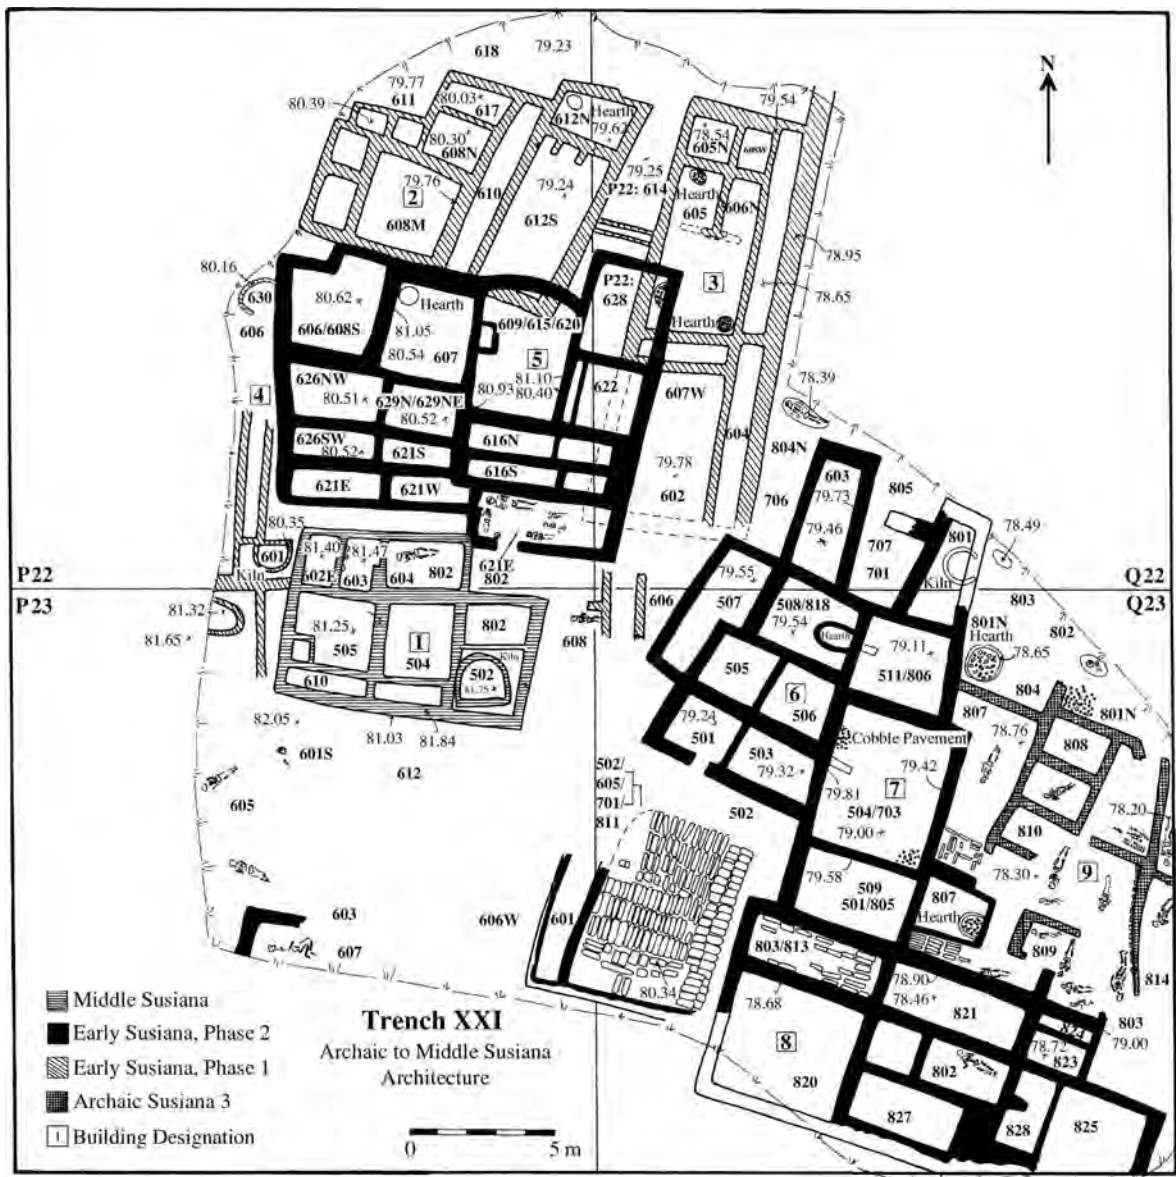 618
79.23
79.77
611
80.39
80.03
617
612N
Hearth
79.62
79.54
N
80.30
608N
78.54
605N
79.76
2
608M
610
79.24
612S
79.25
P22: 614
Hearth
605
606N
78.95
78.65
80.16
630
606
80.62
606/608S
Hearth
81.05
80.54
607
609/615/620
P22:
628
3
Hearth
5
626NW
80.51
629N/629NE
80.52
80.93
81.10
80.40
622
607W
78.39
4
626SW
80.52
621S
616N
616S
604
804N
79.78
602
706
603
79.73
79.46
805
621E
621W
80.35
601
Kiln
81.40
602E
81.47
603
604
802
621E
802
707
701
801
Kiln
78.49
P22
Q22
P23
Q23
81.32
81.65
81.25
505
1
504
802
Kiln
502
81.75
610
608
606
79.55
507
508/818
79.54
Hearth
79.11
511/806
803
801N
Hearth
78.65
802
804
801N
505
6
506
82.05
601S
81.03
81.84
612
79.24
501
503
79.32
Cobble Pavement
79.42
79.81
7
504/703
79.00
807
78.76
808
78.20
502/
605/
701/
811
502
605
810
9
78.30
79.58
509
501/805
807
Hearth
809
814
603
607
606W
601
803/813
80.34
78.68
78.90
78.46
821
824
803
79.00
78.72
823
8
820
802
827
828
825
Middle Susiana
Early Susiana, Phase 2
Early Susiana, Phase 1
Archaic Susiana 3
1 Building Designation
Trench XXI
Archaic to Middle Susiana
Architecture
0 5 m